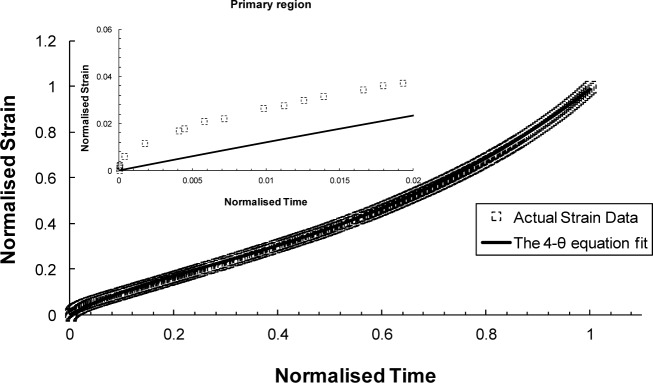 Primary region
0.06
0.04
0.02
0
0 0.005 0.01 0.015 0.02
Normalised Strain
Normalised Time
1.2
1
0.8
0.6
0.4
0.2
0
0 0.2 0.4 0.6 0.8 1
Normalised Strain
Normalised Time
Actual Strain Data
The 4-θ equation fit